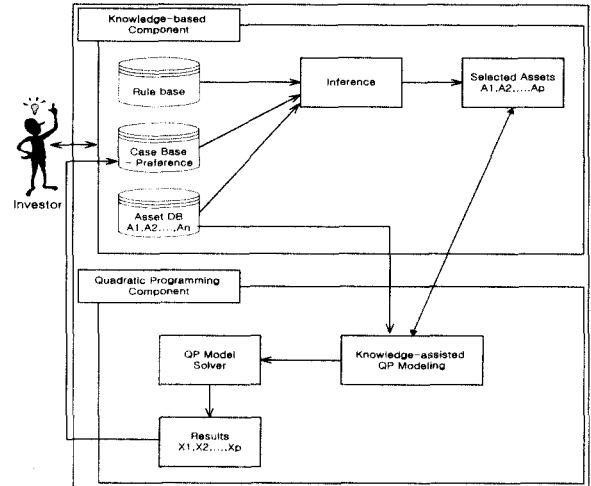 Knowledge-based
Component
Rule base
Inference
Selected Assets
A1,A2,....,Ap
Case Base
- Preference
Investor
Asset DB
A1,A2....,An
Quadratic Programming
Component
QP Model
Solver
Knowledge-assisted
QP Modeling
Results
X1,X2,....,Xp